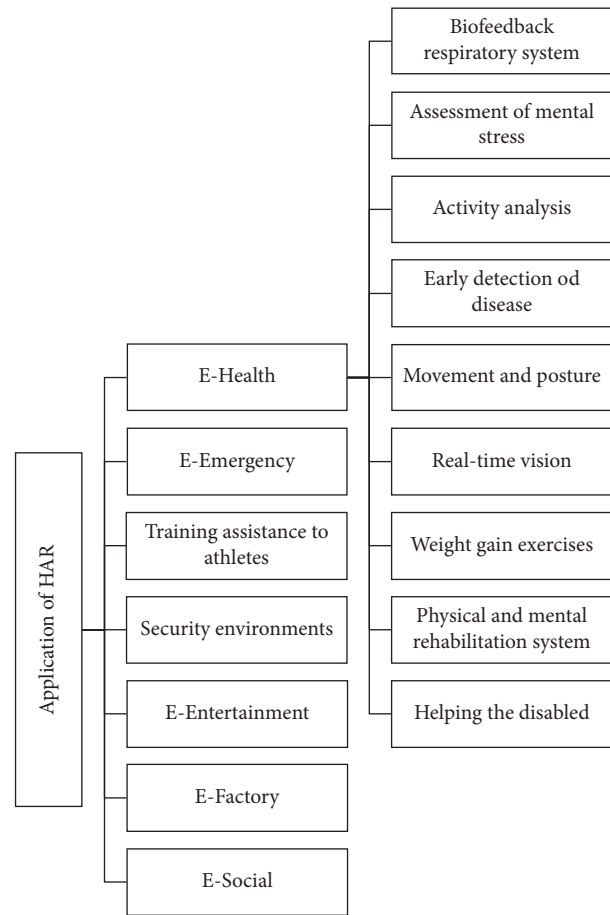 Application of HAR
E-Health
E-Emergency
Training assistance to
athletes
Security environments
E-Entertainment
E-Factory
E-Social
Biofeedback
respiratory system
Assessment of mental
stress
Activity analysis
Early detection od
disease
Movement and posture
Real-time vision
Weight gain exercises
Physical and mental
rehabilitation system
Helping the disabled